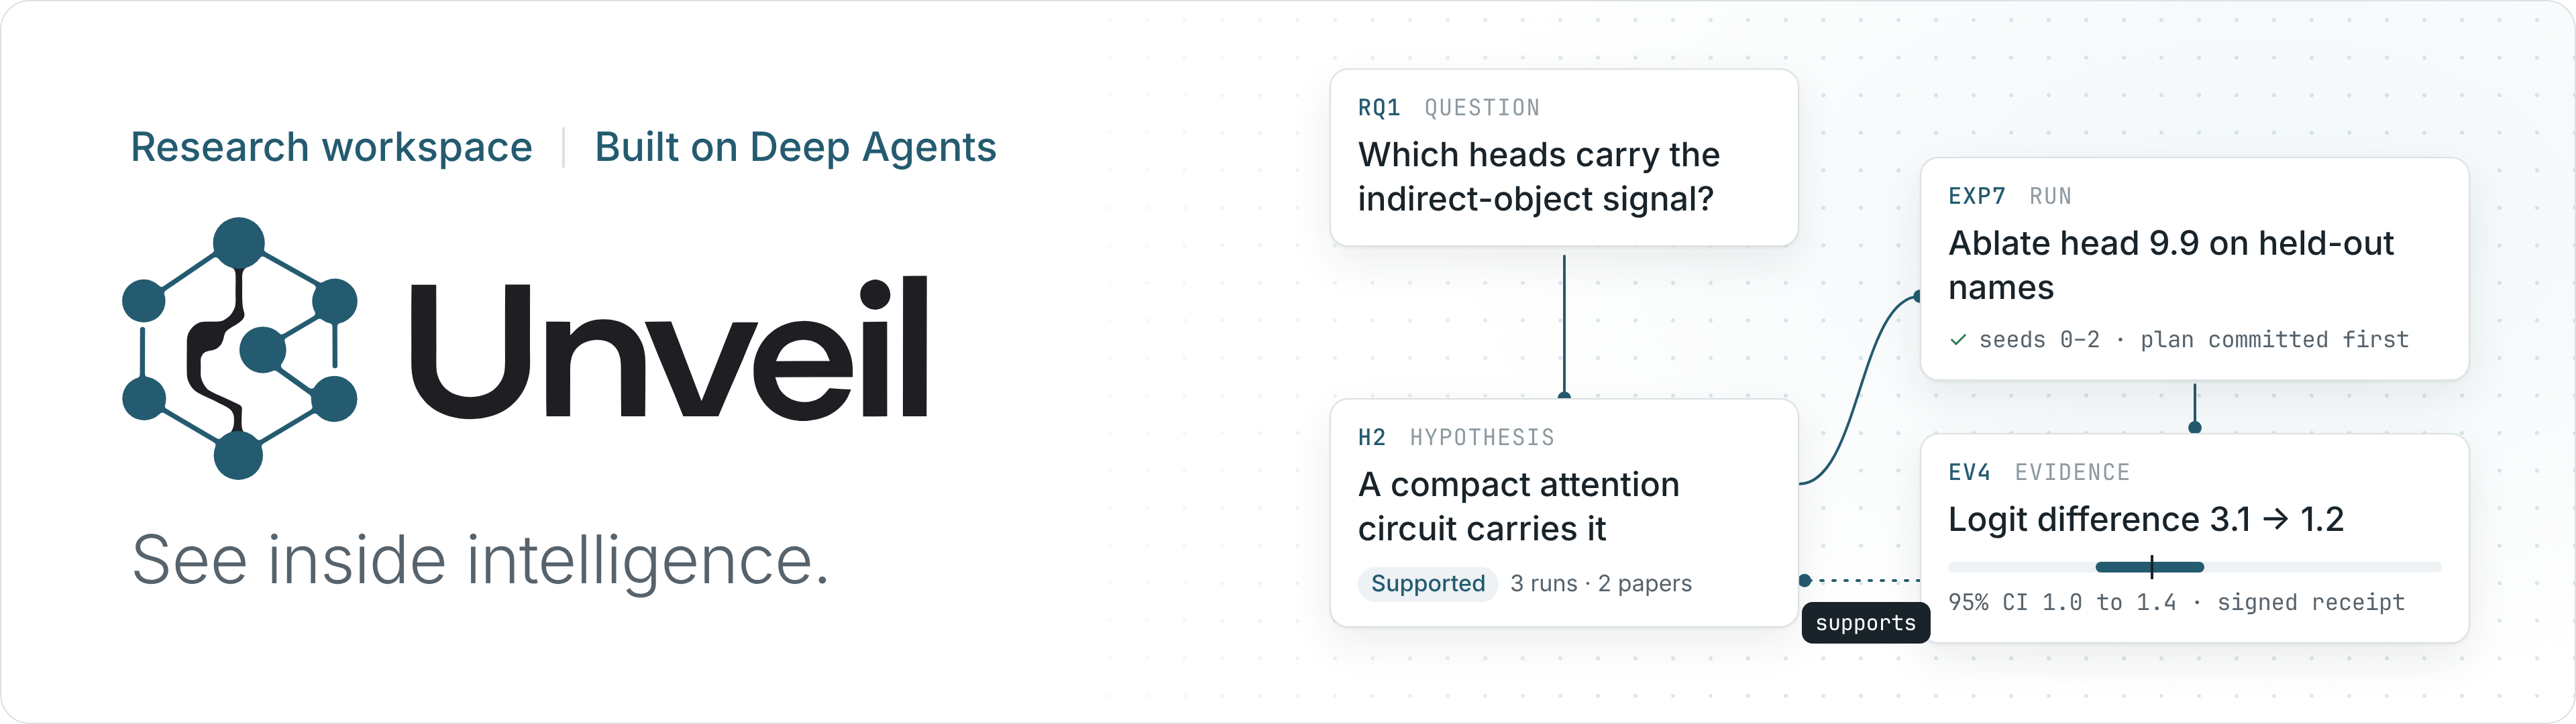 Research workspace | Built on Deep Agents
Unveil
See inside intelligence.
RQ1 QUESTION
Which heads carry the
indirect-object signal?
H2 HYPOTHESIS
A compact attention
circuit carries it
Supported 3 runs · 2 papers
supports
EXP7 RUN
Ablate head 9.9 on held-out
names
✓ seeds 0–2 · plan committed first
EV4 EVIDENCE
Logit difference 3.1 → 1.2
95% CI 1.0 to 1.4 · signed receipt